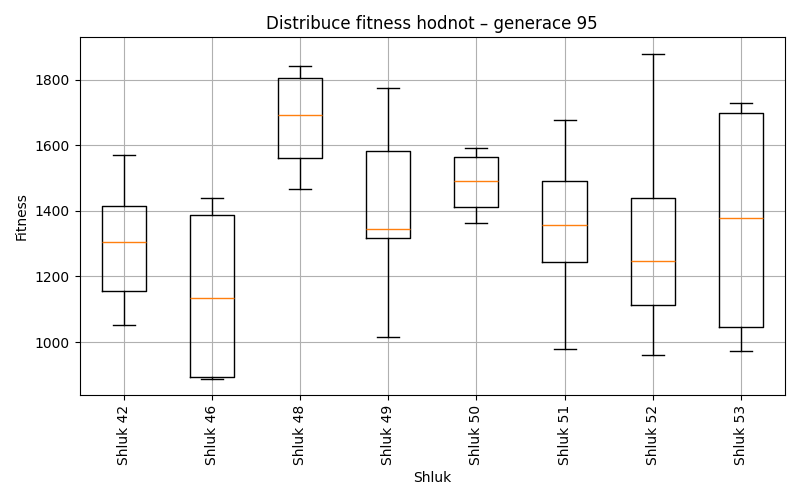 Distribuce fitness hodnot – generace 95
Fitness
1800
1600
1400
1200
1000
Shluk 42
Shluk 46
Shluk 48
Shluk 49
Shluk 50
Shluk 51
Shluk 52
Shluk 53
Shluk